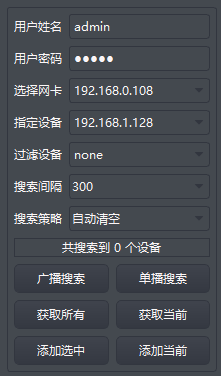 用户姓名 admin
用户密码 ●●●●●
选择网卡 192.168.0.108
指定设备 192.168.1.128
过滤设备 none
搜索间隔 300
搜索策略 自动清空
共搜索到 0 个设备
广播搜索 单播搜索
获取所有 获取当前
添加选中 添加当前